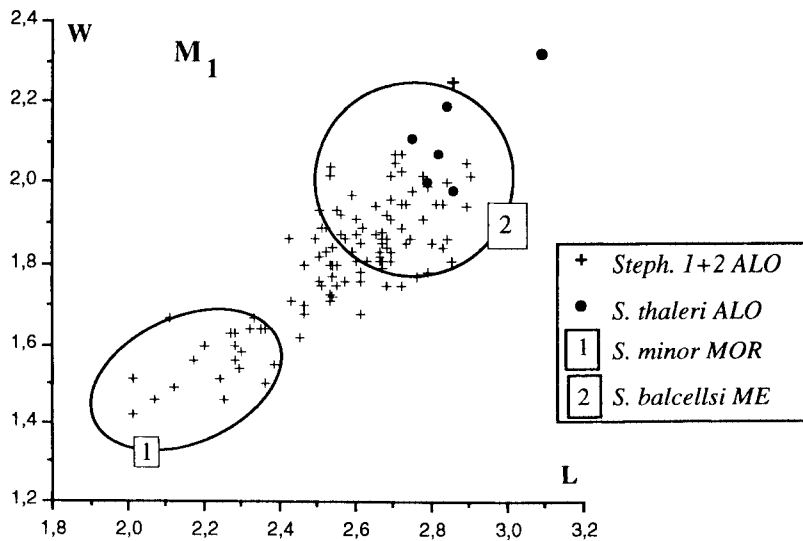 2,4
W
M1
2,2
2,0
1,8
1,6
1,4
1,2
2
1
L
1,8
2,0
2,2
2,4
2,6
2,8
3,0
3,2
+ Steph. 1+2 ALO
● S. thaleri ALO
1 S. minor MOR
2 S. balcellsi ME